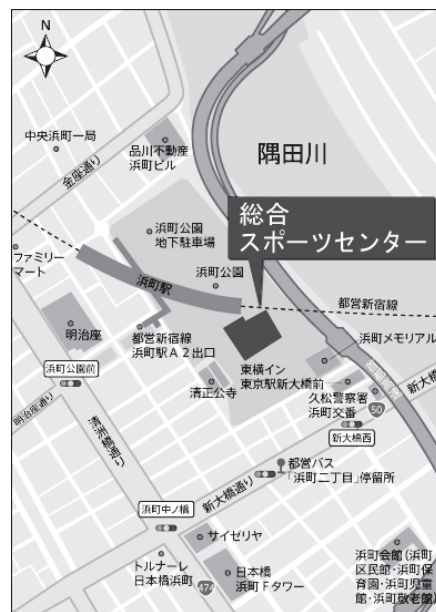 N
中央浜町一局
品川不動産
浜町ビル
金座通り
隅田川
総合
スポーツセンター
浜町公園
地下駐車場
ファミリー
マート
浜町駅
浜町公園
都営新宿線
明治座
都営新宿線
浜町駅A2出口
浜町メモリアル
浜町公園前
東横イン
東京駅新大橋前
清正公寺
久松警察署
浜町交番
50
新大橋西
明治座通り
清洲橋通り
新大橋通り
都営バス
「浜町二丁目」停留所
浜町中ノ橋
サイゼリヤ
トルナーレ
日本橋浜町
474
日本橋
浜町Fタワー
浜町会館(浜町
区民館・浜町保
育園・浜町児童
館・浜町敬老館)